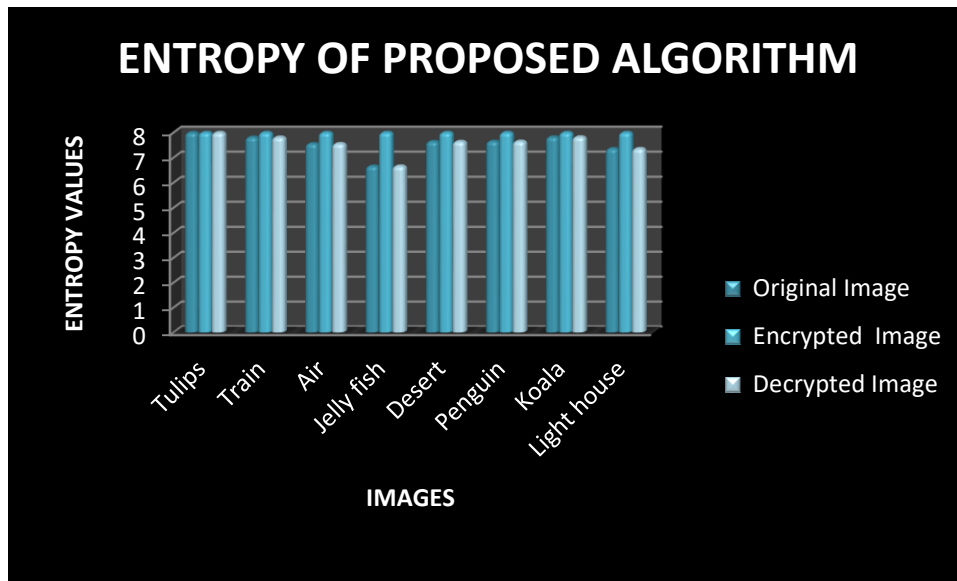 ENTROPY OF PROPOSED ALGORITHM
ENTROPY VALUES
8
7
6
5
4
3
2
1
0
Tulips
Train
Air
Jelly fish
Desert
Penguin
Koala
Light house
IMAGES
Original Image
Encrypted  Image
Decrypted Image